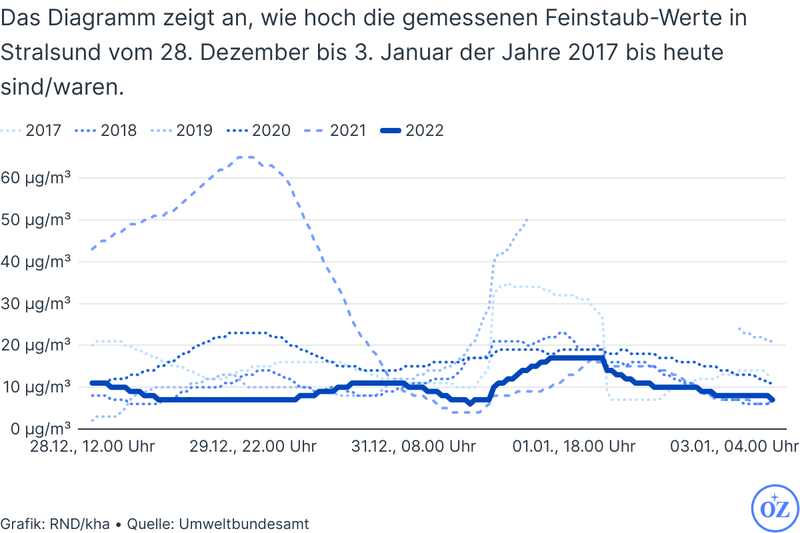 Das Diagramm zeigt an, wie hoch die gemessenen Feinstaub-Werte in
Stralsund vom 28. Dezember bis 3. Januar der Jahre 2017 bis heute
sind/waren.
2017 2018 2019 2020 2021 2022
60 µg/m³
50 µg/m³
40 µg/m³
30 µg/m³
20 µg/m³
10 µg/m³
0 µg/m³
28.12., 12.00 Uhr 29.12., 22.00 Uhr 31.12., 08.00 Uhr 01.01., 18.00 Uhr 03.01., 04.00 Uhr
OZ
Grafik: RND/kha • Quelle: Umweltbundesamt